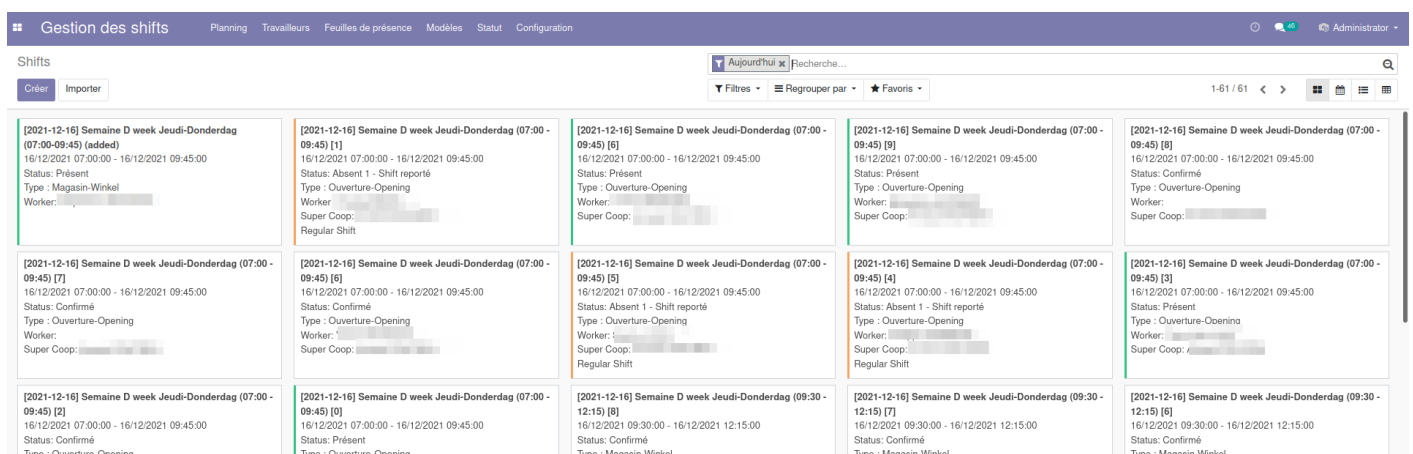 Gestion des shifts Planning Travailleurs Feuilles de présence Modèles Statut Configuration 46 Administrator
Shifts
Aujourd'hui Recherche...
Créer Importer
Filtres Regrouper par Favoris 1-61 / 61
[2021-12-16] Semaine D week Jeudi-Donderdag
(07:00-09:45) (added)
16/12/2021 07:00:00 - 16/12/2021 09:45:00
Status: Présent
Type : Magasin-Winkel
Worker:
[2021-12-16] Semaine D week Jeudi-Donderdag (07:00 -
09:45) [1]
16/12/2021 07:00:00 - 16/12/2021 09:45:00
Status: Absent 1 - Shift reporté
Type : Ouverture-Opening
Worker
Super Coop:
Regular Shift
[2021-12-16] Semaine D week Jeudi-Donderdag (07:00 -
09:45) [6]
16/12/2021 07:00:00 - 16/12/2021 09:45:00
Status: Présent
Type : Ouverture-Opening
Worker:
Super Coop:
[2021-12-16] Semaine D week Jeudi-Donderdag (07:00 -
09:45) [9]
16/12/2021 07:00:00 - 16/12/2021 09:45:00
Status: Présent
Type : Ouverture-Opening
Worker:
Super Coop:
[2021-12-16] Semaine D week Jeudi-Donderdag (07:00 -
09:45) [8]
16/12/2021 07:00:00 - 16/12/2021 09:45:00
Status: Confirmé
Type : Ouverture-Opening
Worker:
Super Coop:
[2021-12-16] Semaine D week Jeudi-Donderdag (07:00 -
09:45) [7]
16/12/2021 07:00:00 - 16/12/2021 09:45:00
Status: Confirmé
Type : Ouverture-Opening
Worker:
Super Coop:
[2021-12-16] Semaine D week Jeudi-Donderdag (07:00 -
09:45) [6]
16/12/2021 07:00:00 - 16/12/2021 09:45:00
Status: Confirmé
Type : Ouverture-Opening
Worker:
Super Coop:
[2021-12-16] Semaine D week Jeudi-Donderdag (07:00 -
09:45) [5]
16/12/2021 07:00:00 - 16/12/2021 09:45:00
Status: Absent 1 - Shift reporté
Type : Ouverture-Opening
Worker:
Super Coop:
Regular Shift
[2021-12-16] Semaine D week Jeudi-Donderdag (07:00 -
09:45) [4]
16/12/2021 07:00:00 - 16/12/2021 09:45:00
Status: Absent 1 - Shift reporté
Type : Ouverture-Opening
Worker:
Super Coop:
Regular Shift
[2021-12-16] Semaine D week Jeudi-Donderdag (07:00 -
09:45) [3]
16/12/2021 07:00:00 - 16/12/2021 09:45:00
Status: Présent
Type : Ouverture-Opening
Worker:
Super Coop:
[2021-12-16] Semaine D week Jeudi-Donderdag (07:00 -
09:45) [2]
16/12/2021 07:00:00 - 16/12/2021 09:45:00
Status: Confirmé
Type : Ouverture-Opening
[2021-12-16] Semaine D week Jeudi-Donderdag (07:00 -
09:45) [0]
16/12/2021 07:00:00 - 16/12/2021 09:45:00
Status: Présent
Type : Ouverture-Opening
[2021-12-16] Semaine D week Jeudi-Donderdag (09:30 -
12:15) [8]
16/12/2021 09:30:00 - 16/12/2021 12:15:00
Status: Confirmé
Type : Magasin-Winkel
[2021-12-16] Semaine D week Jeudi-Donderdag (09:30 -
12:15) [7]
16/12/2021 09:30:00 - 16/12/2021 12:15:00
Status: Confirmé
Type : Magasin-Winkel
[2021-12-16] Semaine D week Jeudi-Donderdag (09:30 -
12:15) [6]
16/12/2021 09:30:00 - 16/12/2021 12:15:00
Status: Confirmé
Type : Magasin-Winkel